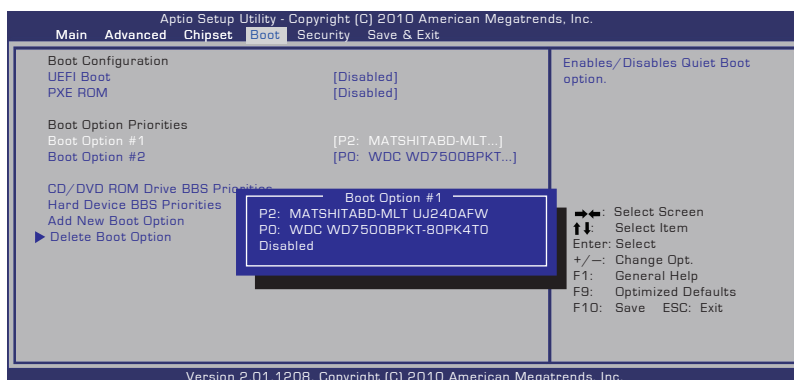 Aptio Setup Utility - Copyright (C) 2010 American Megatrends, Inc.
Main Advanced Chipset Boot Security Save & Exit
Boot Configuration
UEFI Boot [Disabled]
PXE ROM [Disabled]
Boot Option Priorities
Boot Option #1 [P2: MATSHITABD-MLT...]
Boot Option #2 [P0: WDC WD7500BPKT...]
CD/DVD ROM Drive BBS Priorities
Hard Device BBS Priorities
Add New Boot Option
Delete Boot Option
Boot Option #1
P2: MATSHITABD-MLT UJ240AFW
P0: WDC WD7500BPKT-80PK4T0
Disabled
Enables/Disables Quiet Boot
option.
→←: Select Screen
↑↓: Select Item
Enter: Select
+/—: Change Opt.
F1: General Help
F9: Optimized Defaults
F10: Save ESC: Exit
Version 2.01.1208. Copyright (C) 2010 American Megatrends, Inc.